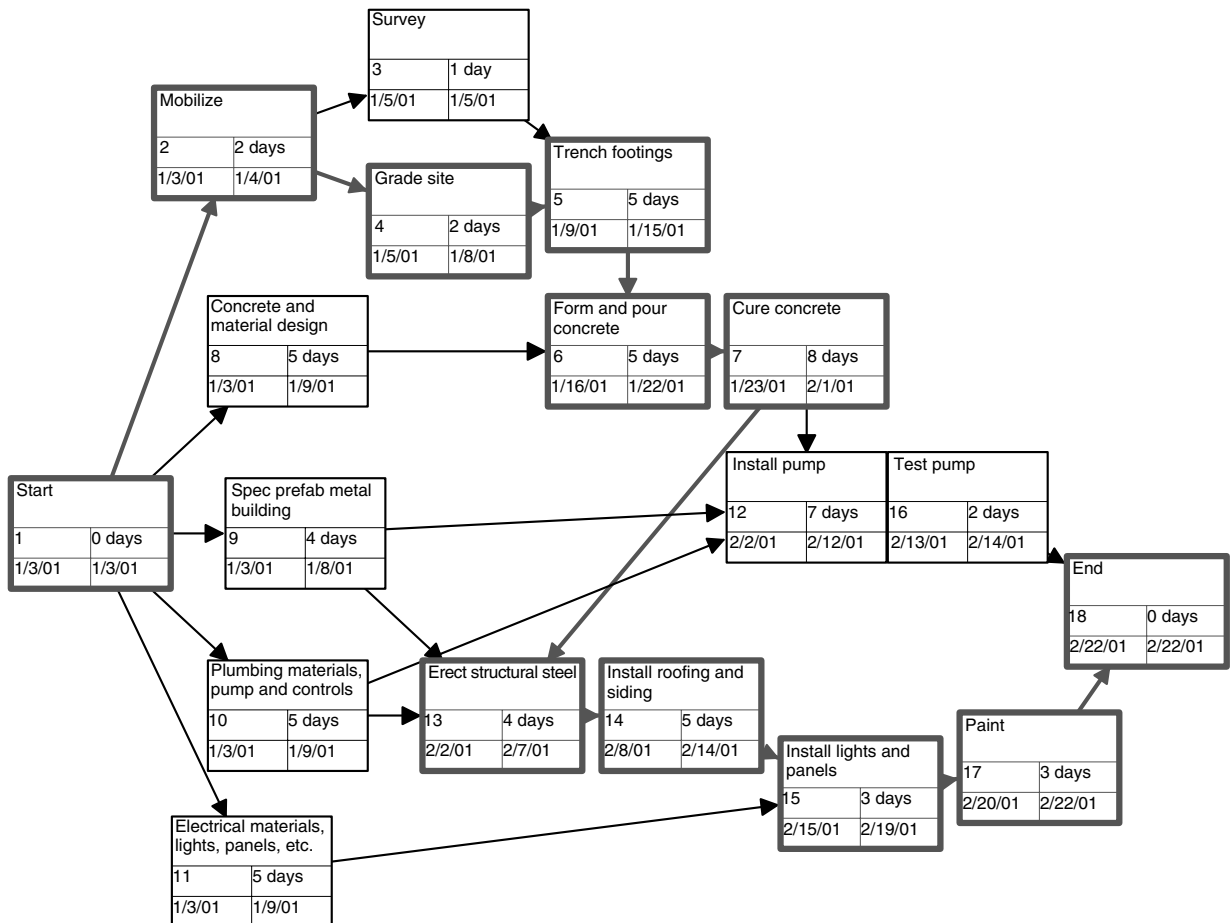 Survey
3 1 day
1/5/01 1/5/01
Mobilize
2 2 days
1/3/01 1/4/01
Trench footings
5 5 days
1/9/01 1/15/01
Grade site
4 2 days
1/5/01 1/8/01
Concrete and
material design
8 5 days
1/3/01 1/9/01
Form and pour
concrete
6 5 days
1/16/01 1/22/01
Cure concrete
7 8 days
1/23/01 2/1/01
Start
1 0 days
1/3/01 1/3/01
Spec prefab metal
building
9 4 days
1/3/01 1/8/01
Install pump
12 7 days
2/2/01 2/12/01
Test pump
16 2 days
2/13/01 2/14/01
End
18 0 days
2/22/01 2/22/01
Plumbing materials,
pump and controls
10 5 days
1/3/01 1/9/01
Erect structural steel
13 4 days
2/2/01 2/7/01
Install roofing and
siding
14 5 days
2/8/01 2/14/01
Install lights and
panels
15 3 days
2/15/01 2/19/01
Paint
17 3 days
2/20/01 2/22/01
Electrical materials,
lights, panels, etc.
11 5 days
1/3/01 1/9/01